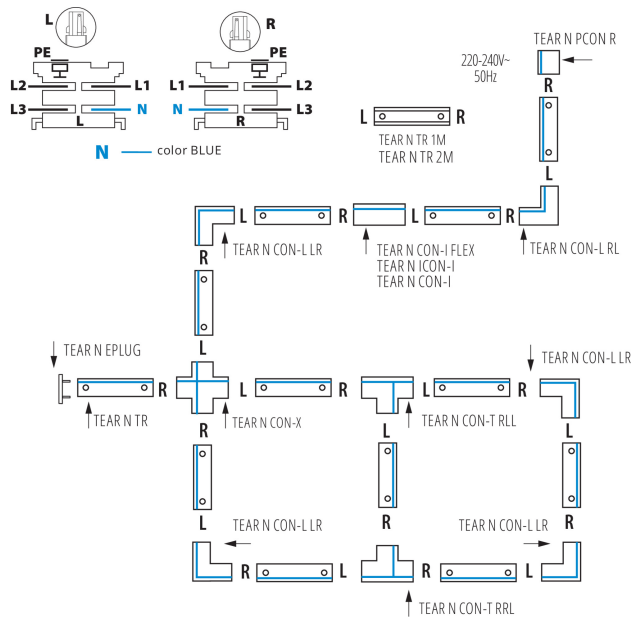 L
R
PE
PE
L2
L1
L1
L2
L3
N
N
L3
L
R
N
color BLUE
TEAR N PCON R
220-240V~
50Hz
R
L
R
TEAR N TR 1M
TEAR N TR 2M
L
L
R
L
R
TEAR N CON-L LR
TEAR N CON-I FLEX
TEAR N ICON-I
TEAR N CON-I
TEAR N CON-L RL
R
L
TEAR N EPLUG
TEAR N CON-L LR
R
L
R
L
R
TEAR N TR
TEAR N CON-X
TEAR N CON-T RLL
R
L
L
L
R
R
TEAR N CON-L LR
TEAR N CON-L LR
R
L
R
L
TEAR N CON-T RRL